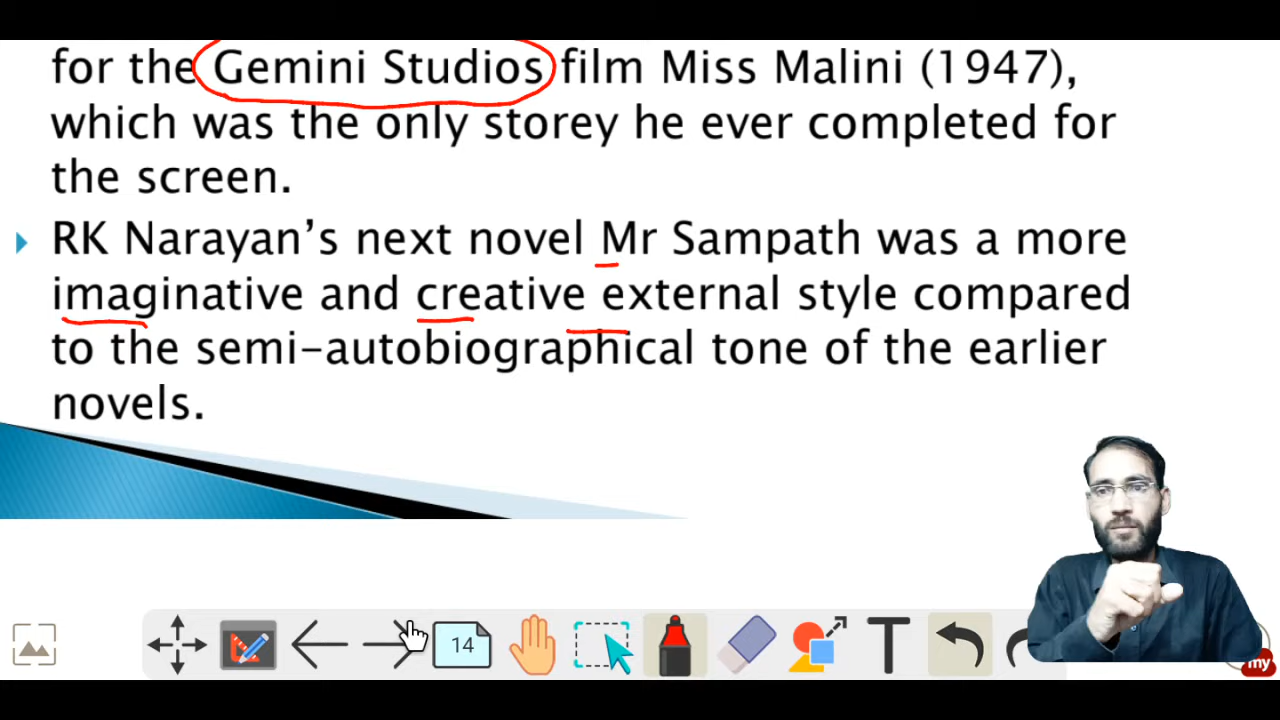 for the Gemini Studios film Miss Malini (1947),
which was the only storey he ever completed for
the screen.
RK Narayan’s next novel Mr Sampath was a more
imaginative and creative external style compared
to the semi-autobiographical tone of the earlier
novels.
14
T
my